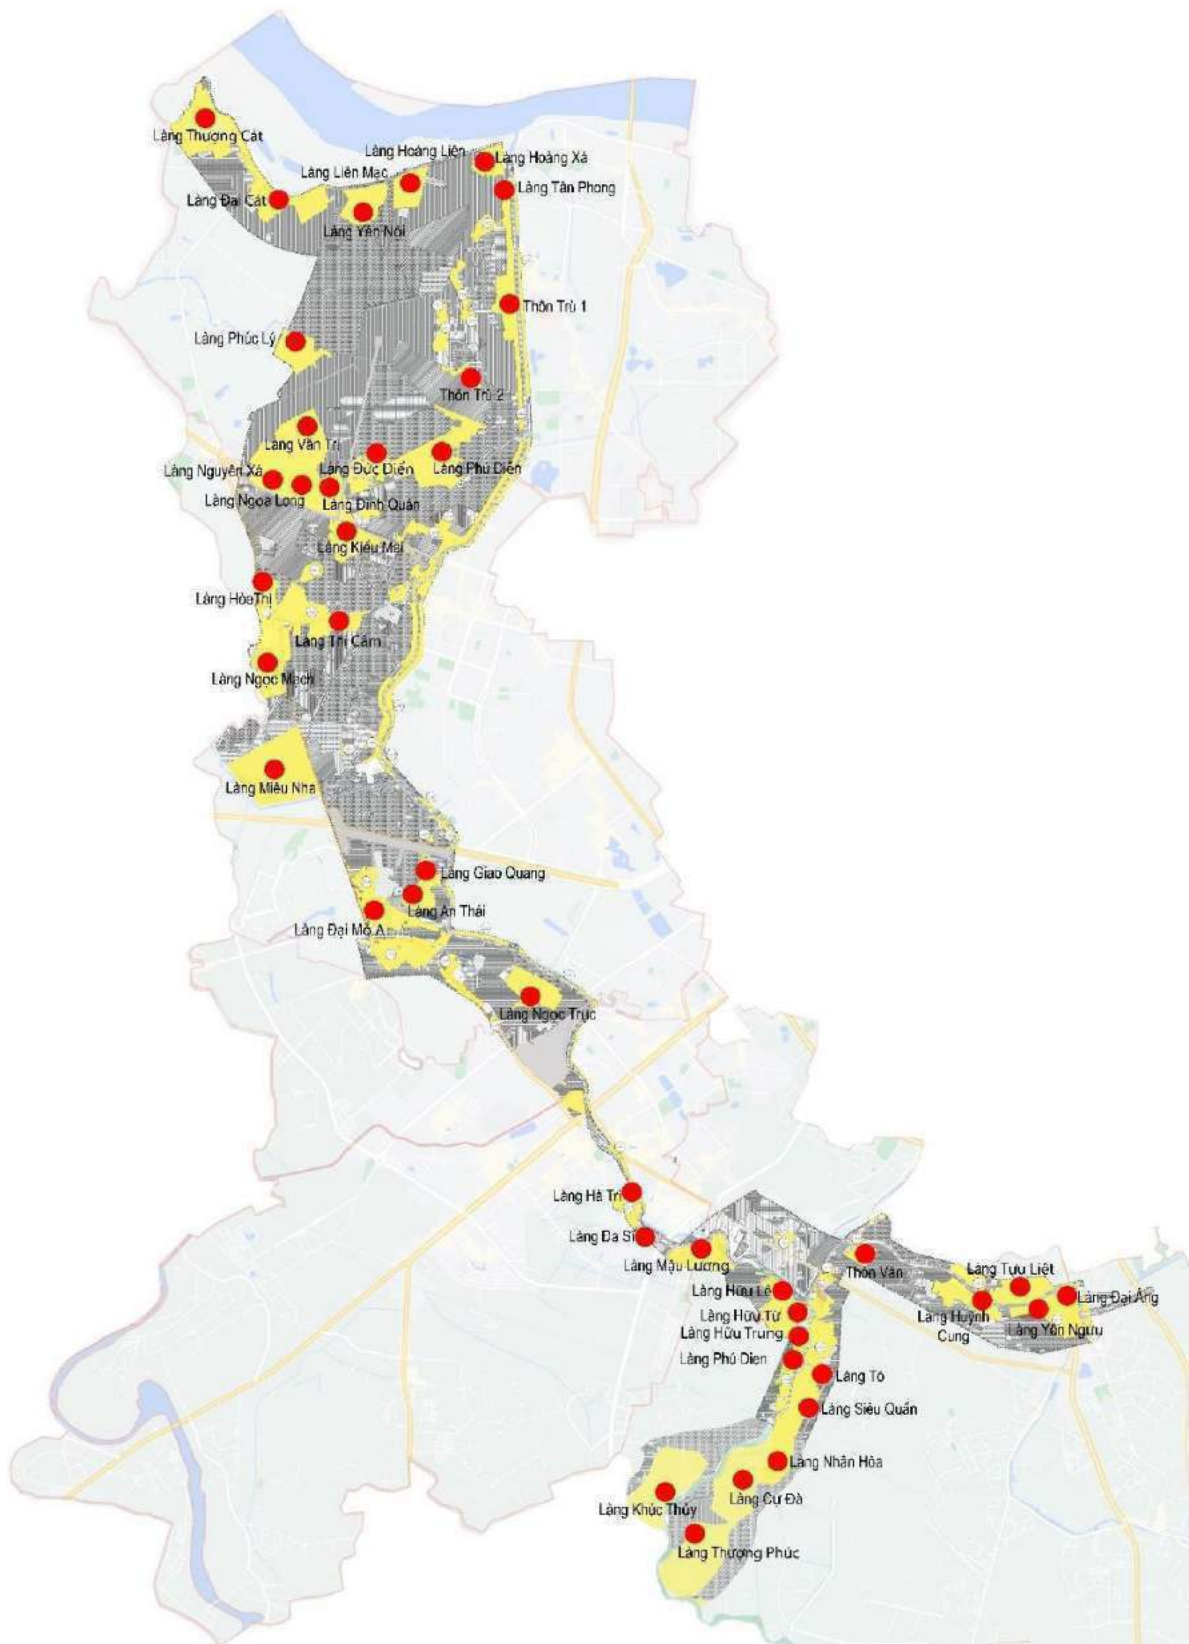 Làng Thượng Cát
Làng Hoàng Liên
Làng Hoàng Xá
Làng Liên Mạc
Làng Tân Phong
Làng Đại Cát
Làng Yên Nội
Thôn Trù 1
Làng Phúc Lý
Thôn Trù 2
Làng Văn Trì
Làng Nguyên Xá
Làng Đức Diễn
Làng Phú Diễn
Làng Ngọa Long
Làng Đình Quán
Làng Kiều Mai
Làng Hòe Thị
Làng Thị Cấm
Làng Ngọc Mạch
Làng Miêu Nha
Làng Giao Quang
Làng An Thái
Làng Đại Mỗ A
Làng Ngọc Trục
Làng Hà Trì
Làng Đa Sĩ
Làng Mậu Lương
Thôn Văn
Làng Tựu Liệt
Làng Hữu Lê
Làng Đại Áng
Làng Hữu Từ
Làng Huỳnh
Cung
Làng Yên Ngưu
Làng Hữu Trung
Làng Phú Dien
Làng Tó
Làng Siêu Quần
Làng Nhân Hòa
Làng Cự Đà
Làng Khúc Thủy
Làng Thượng Phúc